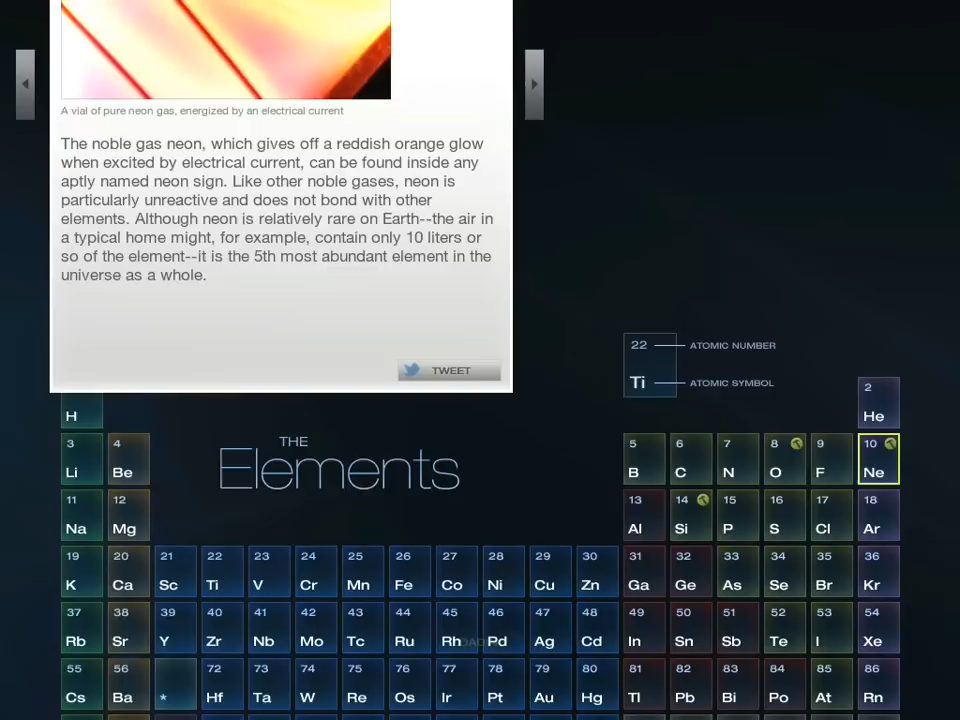 A vial of pure neon gas, energized by an electrical current
The noble gas neon, which gives off a reddish orange glow
when excited by electrical current, can be found inside any
aptly named neon sign. Like other noble gases, neon is
particularly unreactive and does not bond with other
elements. Although neon is relatively rare on Earth--the air in
a typical home might, for example, contain only 10 liters or
so of the element--it is the 5th most abundant element in the
universe as a whole.
TWEET
22 ATOMIC NUMBER
Ti ATOMIC SYMBOL
THE
Elements
2
H He
3 4 5 6 7 8 9 10
Li Be B C N O F Ne
11 12 13 14 15 16 17 18
Na Mg Al Si P S Cl Ar
19 20 21 22 23 24 25 26 27 28 29 30 31 32 33 34 35 36
K Ca Sc Ti V Cr Mn Fe Co Ni Cu Zn Ga Ge As Se Br Kr
37 38 39 40 41 42 43 44 45 46 47 48 49 50 51 52 53 54
Rb Sr Y Zr Nb Mo Tc Ru Rh Pd Ag Cd In Sn Sb Te I Xe
55 56 72 73 74 75 76 77 78 79 80 81 82 83 84 85 86
Cs Ba * Hf Ta W Re Os Ir Pt Au Hg Tl Pb Bi Po At Rn